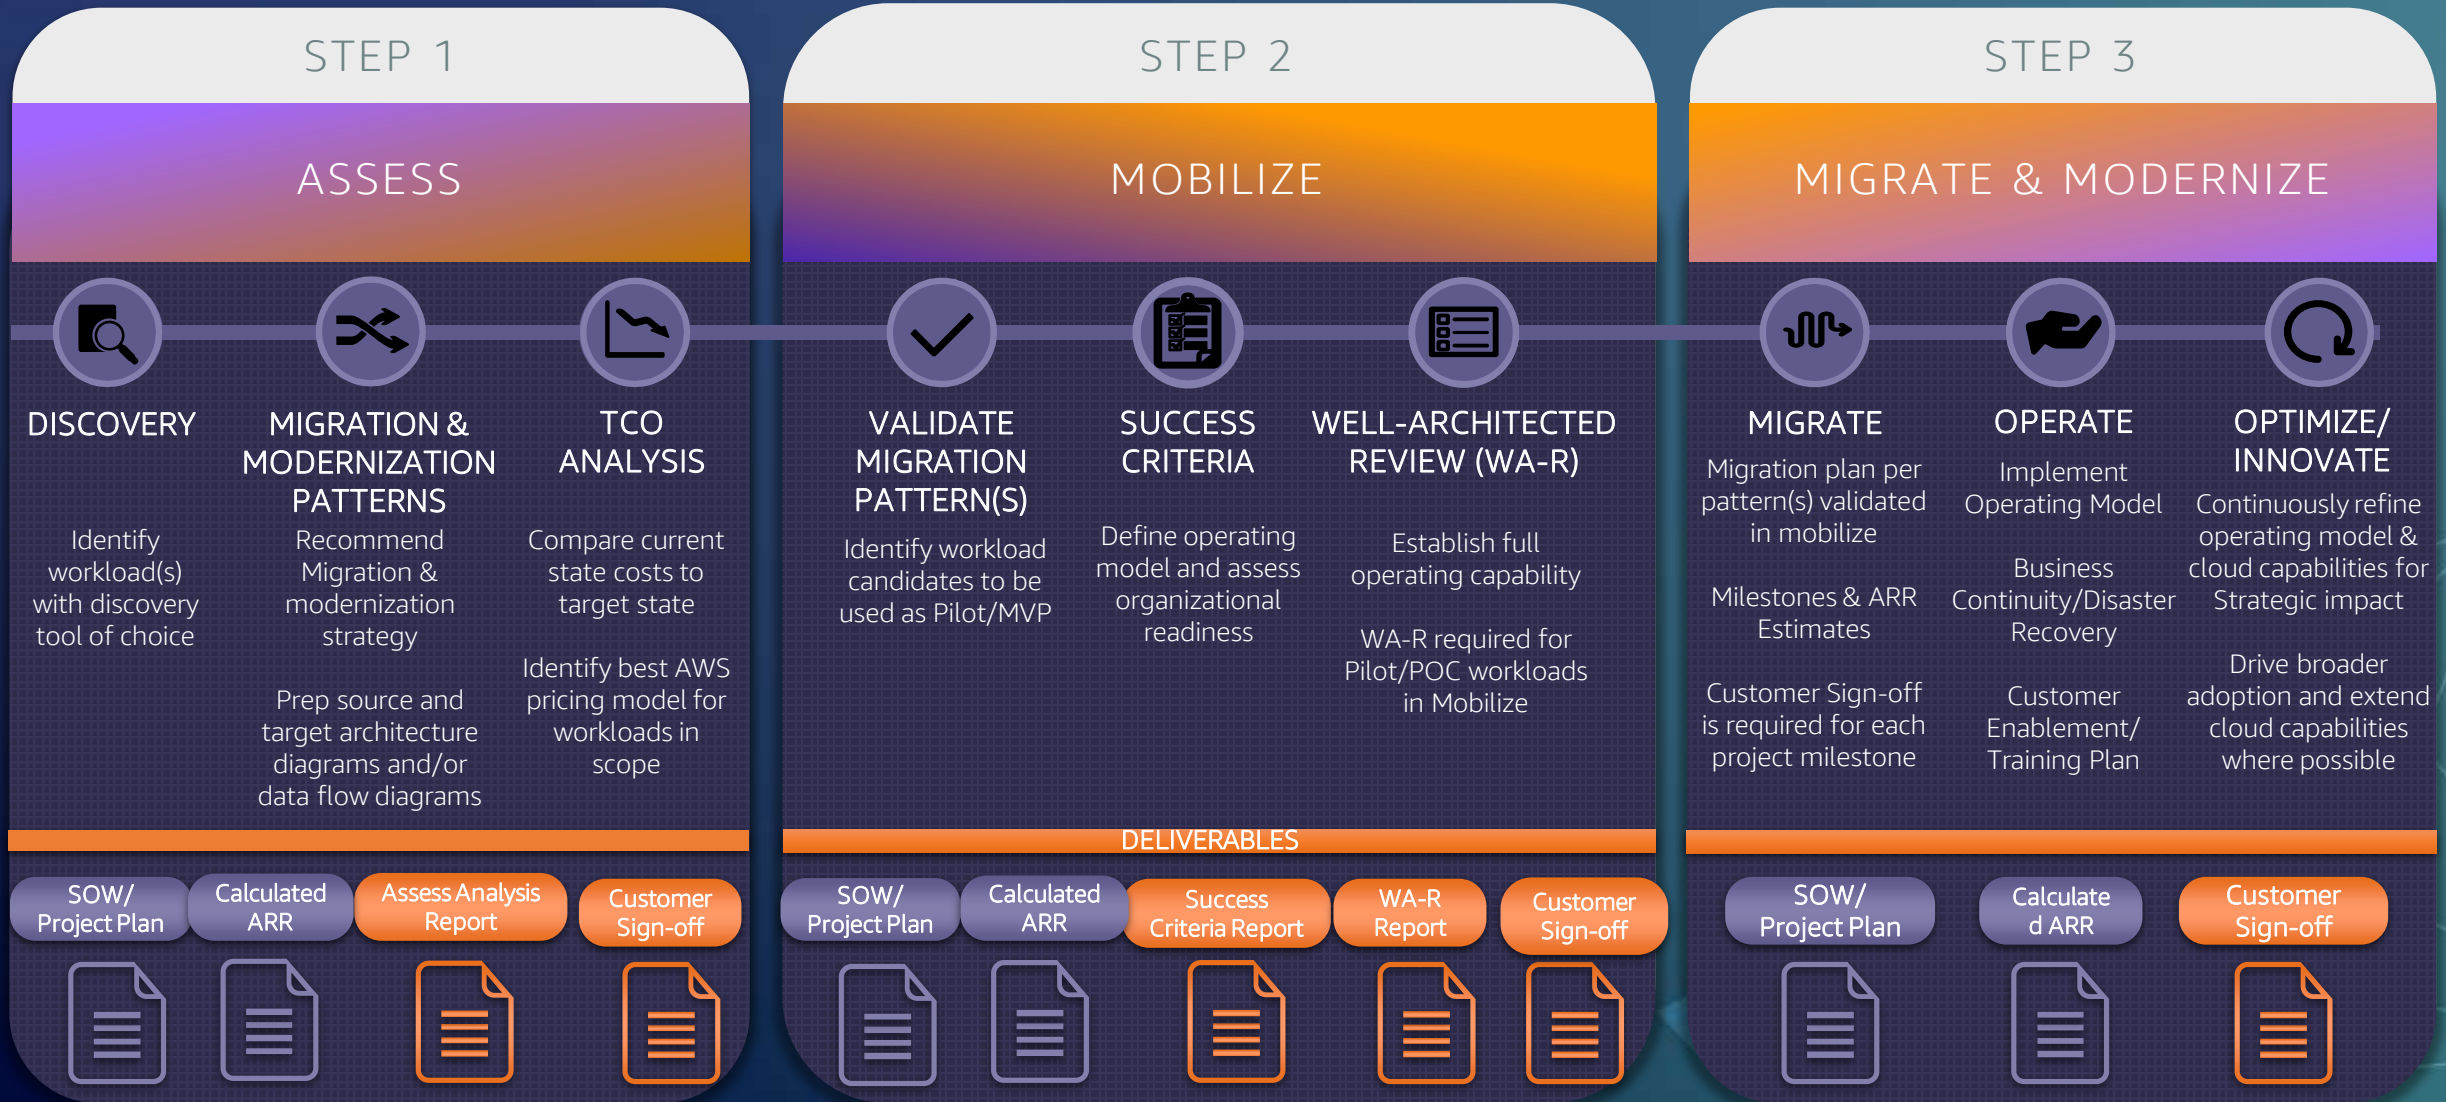 STEP 1
ASSESS
DISCOVERY
Identify
workload(s)
with discovery
tool of choice
MIGRATION &
MODERNIZATION
PATTERNS
Recommend
Migration &
modernization
strategy
Prep source and
target architecture
diagrams and/or
data flow diagrams
TCO
ANALYSIS
Compare current
state costs to
target state
Identify best AWS
pricing model for
workloads in
scope
SOW/
Project Plan
Calculated
ARR
Assess Analysis
Report
Customer
Sign-off
STEP 2
MOBILIZE
VALIDATE
MIGRATION
PATTERN(S)
Identify workload
candidates to be
used as Pilot/MVP
SUCCESS
CRITERIA
Define operating
model and assess
organizational
readiness
WELL-ARCHITECTED
REVIEW (WA-R)
Establish full
operating capability
WA-R required for
Pilot/POC workloads
in Mobilize
DELIVERABLES
SOW/
Project Plan
Calculated
ARR
Success
Criteria Report
WA-R
Report
Customer
Sign-off
STEP 3
MIGRATE & MODERNIZE
MIGRATE
Migration plan per
pattern(s) validated
in mobilize
Milestones & ARR
Estimates
Customer Sign-off
is required for each
project milestone
OPERATE
Implement
Operating Model
Business
Continuity/Disaster
Recovery
Customer
Enablement/
Training Plan
OPTIMIZE/
INNOVATE
Continuously refine
operating model &
cloud capabilities for
Strategic impact
Drive broader
adoption and extend
cloud capabilities
where possible
SOW/
Project Plan
Calculate
d ARR
Customer
Sign-off